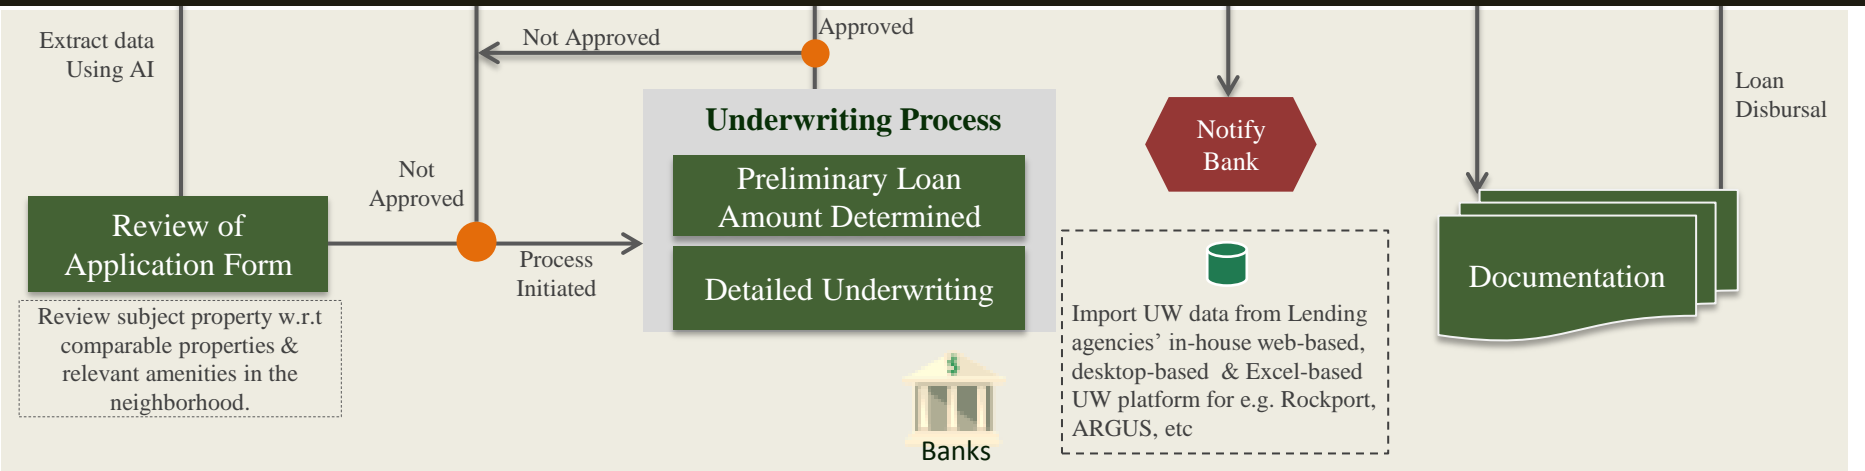 Extract data
Using AI
Not Approved
Approved
Loan
Disbursal
Underwriting Process
Notify
Bank
Not
Approved
Preliminary Loan
Amount Determined
Review of
Application Form
Process
Initiated
Detailed Underwriting
Documentation
Review subject property w.r.t
comparable properties &
relevant amenities in the
neighborhood.
Import UW data from Lending
agencies’ in-house web-based,
desktop-based & Excel-based
UW platform for e.g. Rockport,
ARGUS, etc
$
Banks